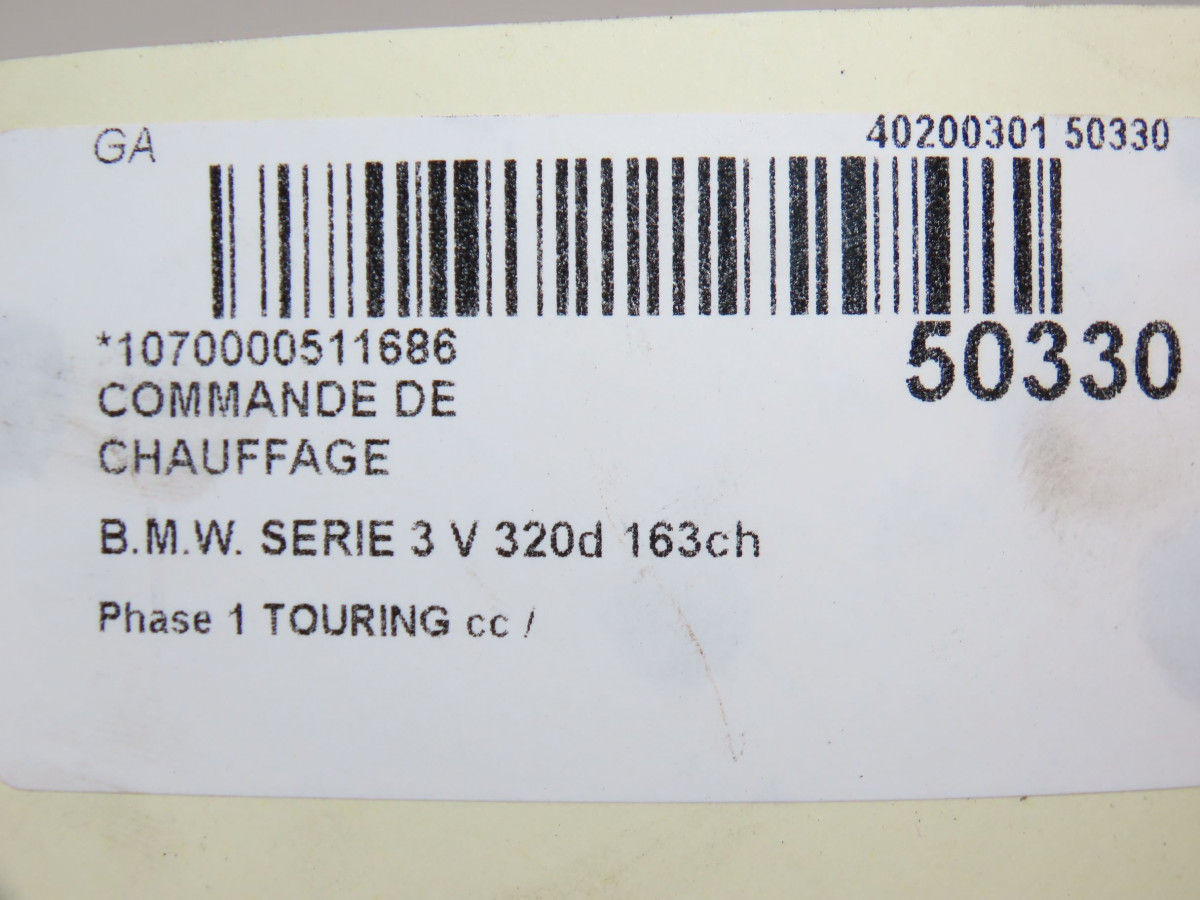 GA
40200301 50330
*1070000511686
50330
COMMANDE DE
CHAUFFAGE
B.M.W. SERIE 3 V 320d 163ch
Phase 1 TOURING cc /